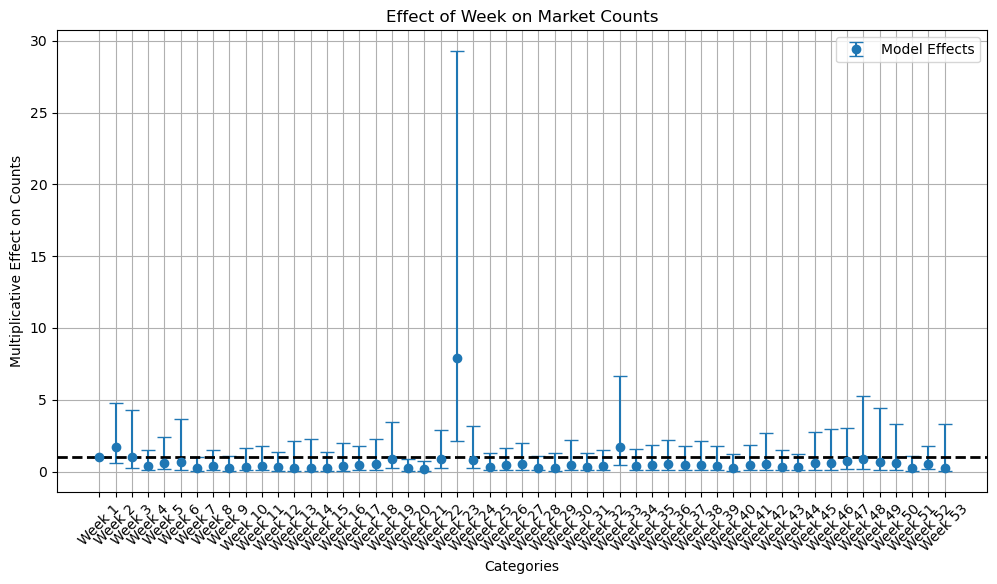 Effect of Week on Market Counts
Model Effects
Multiplicative Effect on Counts
30
25
20
15
10
5
0
Week 1
Week 2
Week 3
Week 4
Week 5
Week 6
Week 7
Week 8
Week 9
Week 10
Week 11
Week 12
Week 13
Week 14
Week 15
Week 16
Week 17
Week 18
Week 19
Week 20
Week 21
Week 22
Week 23
Week 24
Week 25
Week 26
Week 27
Week 28
Week 29
Week 30
Week 31
Week 32
Week 33
Week 34
Week 35
Week 36
Week 37
Week 38
Week 39
Week 40
Week 41
Week 42
Week 43
Week 44
Week 45
Week 46
Week 47
Week 48
Week 49
Week 50
Week 51
Week 52
Week 53
Categories